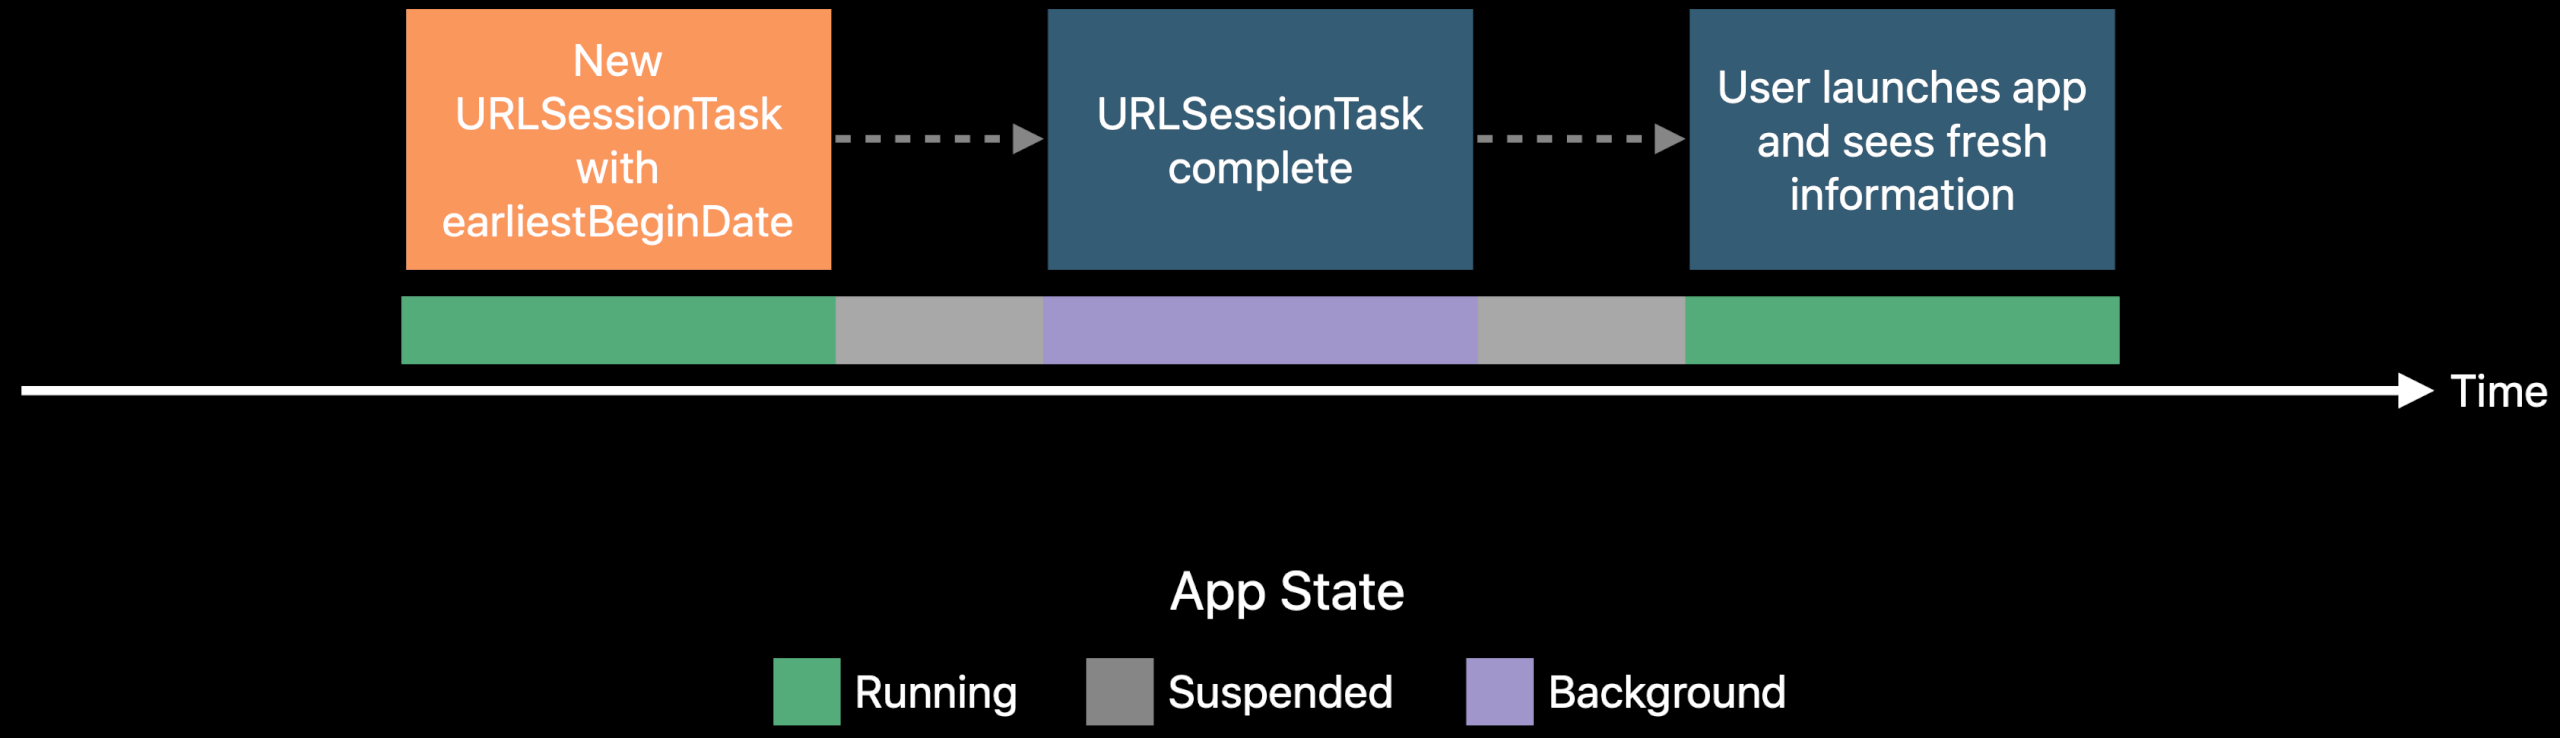 New
URLSessionTask
with
earliestBeginDate
URLSessionTask
complete
User launches app
and sees fresh
information
Time
App State
Running
Suspended
Background